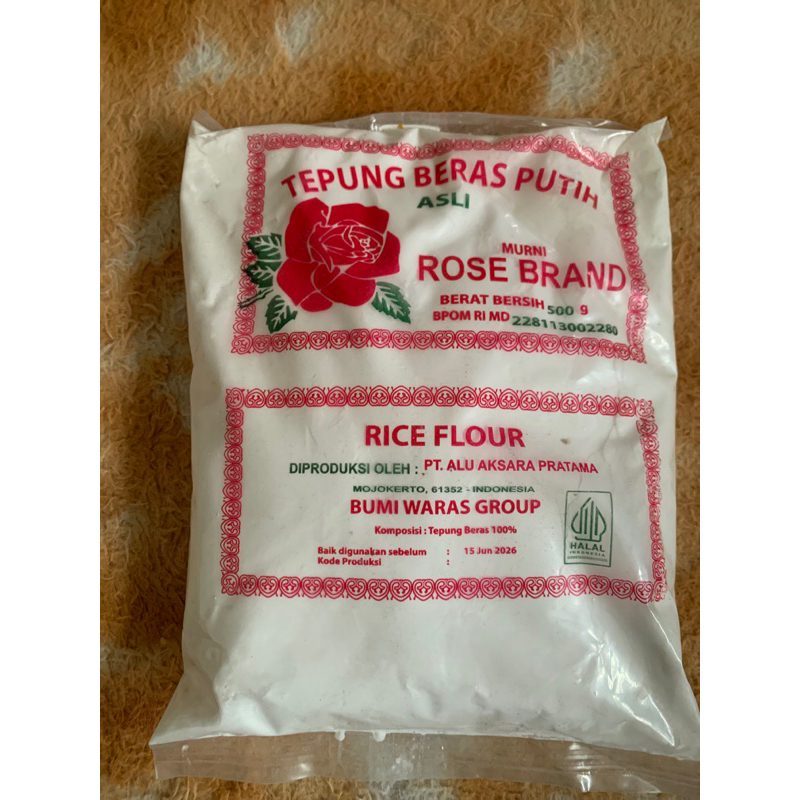 TEPUNG BERAS PUTIH
ASLI
MURNI
ROSE BRAND
BERAT BERSIH 500 g
BPOM RI MD 228113002280
RICE FLOUR
DIPRODUKSI OLEH : PT. ALU AKSARA PRATAMA
MOJOKERTO, 61352 - INDONESIA
BUMI WARAS GROUP
Komposisi : Tepung Beras 100%
Baik digunakan sebelum : 15 Jun 2026
Kode Produksi :
HALAL
INDONESIA